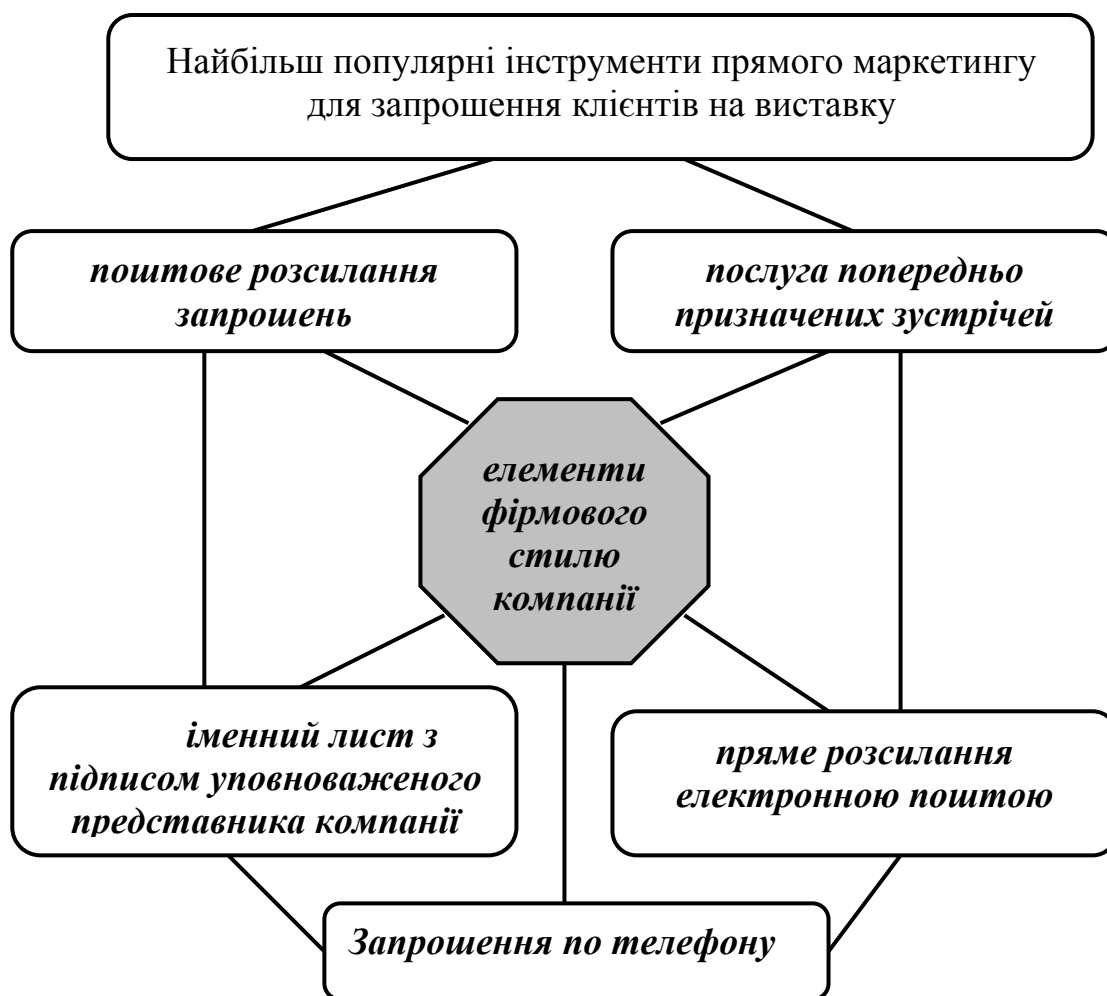 Найбільш популярні інструменти прямого маркетингу
для запрошення клієнтів на виставку
поштове розсилання
запрошень
послуга попередньо
призначених зустрічей
елементи
фірмового
стилю
компанії
іменний лист з
підписом уповноваженого
представника компанії
пряме розсилання
електронною поштою
Запрошення по телефону